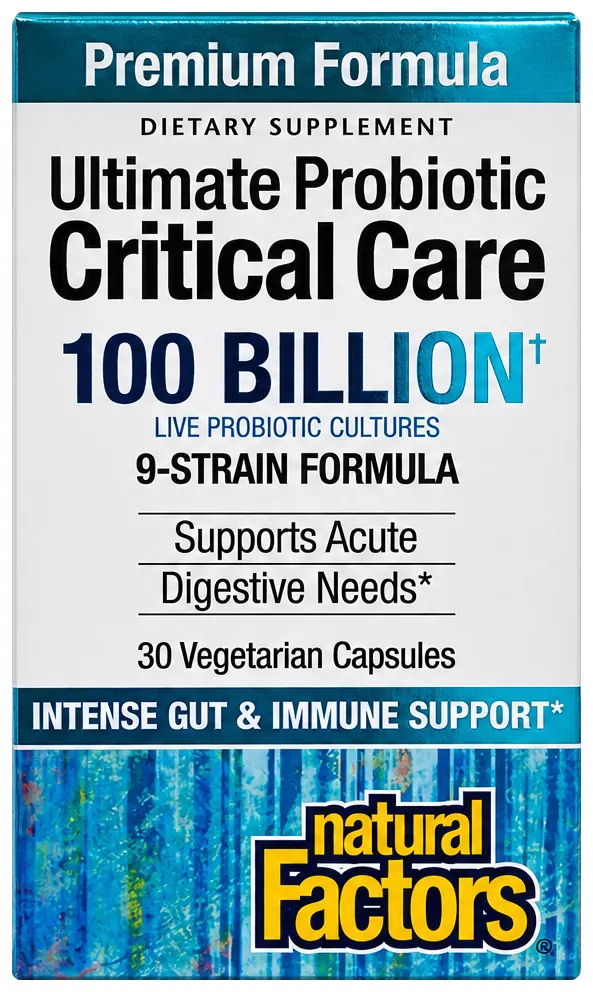 Premium Formula
DIETARY SUPPLEMENT
Ultimate Probiotic
Critical Care
100 BILLION†
LIVE PROBIOTIC CULTURES
9-STRAIN FORMULA
Supports Acute
Digestive Needs*
30 Vegetarian Capsules
INTENSE GUT & IMMUNE SUPPORT*
natural
Factors®